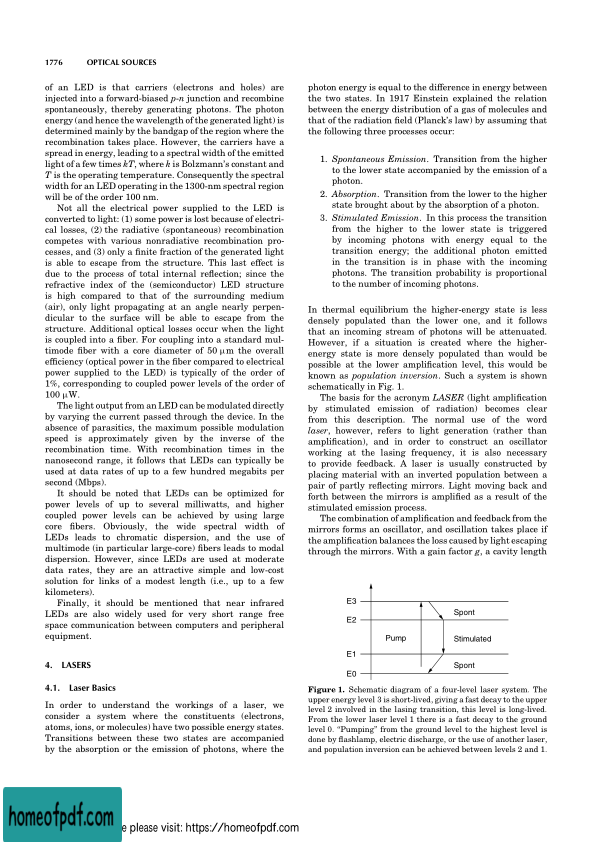 1776 OPTICAL SOURCES
of an LED is that carriers (electrons and holes) are
injected into a forward-biased p-n junction and recombine
spontaneously, thereby generating photons. The photon
energy (and hence the wavelength of the generated light) is
determined mainly by the bandgap of the region where the
recombination takes place. However, the carriers have a
spread in energy, leading to a spectral width of the emitted
light of a few times kT, where k is Bolzmann's constant and
T is the operating temperature. Consequently the spectral
width for an LED operating in the 1300-nm spectral region
will be of the order 100 nm.
Not all the electrical power supplied to the LED is
converted to light: (1) some power is lost because of electri-
cal losses, (2) the radiative (spontaneous) recombination
competes with various nonradiative recombination pro-
cesses, and (3) only a finite fraction of the generated light
is able to escape from the structure. This last effect is
due to the process of total internal reflection; since the
refractive index of the (semiconductor) LED structure
is high compared to that of the surrounding medium
(air), only light propagating at an angle nearly perpen-
dicular to the surface will be able to escape from the
structure. Additional optical losses occur when the light
is coupled into a fiber. For coupling into a standard mul-
timode fiber with a core diameter of 50 μm the overall
efficiency (optical power in the fiber compared to electrical
power supplied to the LED) is typically of the order of
1%, corresponding to coupled power levels of the order of
100 μW.
The light output from an LED can be modulated directly
by varying the current passed through the device. In the
absence of parasitics, the maximum possible modulation
speed is approximately given by the inverse of the
recombination time. With recombination times in the
nanosecond range, it follows that LEDs can typically be
used at data rates of up to a few hundred megabits per
second (Mbps).
It should be noted that LEDs can be optimized for
power levels of up to several milliwatts, and higher
coupled power levels can be achieved by using large
core fibers. Obviously, the wide spectral width of
LEDs leads to chromatic dispersion, and the use of
multimode (in particular large-core) fibers leads to modal
dispersion. However, since LEDs are used at moderate
data rates, they are an attractive simple and low-cost
solution for links of a modest length (i.e., up to a few
kilometers).
Finally, it should be mentioned that near infrared
LEDs are also widely used for very short range free
space communication between computers and peripheral
equipment.
4. LASERS
4.1. Laser Basics
In order to understand the workings of a laser, we
consider a system where the constituents (electrons,
atoms, ions, or molecules) have two possible energy states.
Transitions between these two states are accompanied
by the absorption or the emission of photons, where the
photon energy is equal to the difference in energy between
the two states. In 1917 Einstein explained the relation
between the energy distribution of a gas of molecules and
that of the radiation field (Planck's law) by assuming that
the following three processes occur:
1. Spontaneous Emission. Transition from the higher
to the lower state accompanied by the emission of a
photon.
2. Absorption. Transition from the lower to the higher
state brought about by the absorption of a photon.
3. Stimulated Emission. In this process the transition
from the higher to the lower state is triggered
by incoming photons with energy equal to the
transition energy; the additional photon emitted
in the transition is in phase with the incoming
photons. The transition probability is proportional
to the number of incoming photons.
In thermal equilibrium the higher-energy state is less
densely populated than the lower one, and it follows
that an incoming stream of photons will be attenuated.
However, if a situation is created where the higher-
energy state is more densely populated than would be
possible at the lower amplification level, this would be
known as population inversion. Such a system is shown
schematically in Fig. 1.
The basis for the acronym LASER (light amplification
by stimulated emission of radiation) becomes clear
from this description. The normal use of the word
laser, however, refers to light generation (rather than
amplification), and in order to construct an oscillator
working at the lasing frequency, it is also necessary
to provide feedback. A laser is usually constructed by
placing material with an inverted population between a
pair of partly reflecting mirrors. Light moving back and
forth between the mirrors is amplified as a result of the
stimulated emission process.
The combination of amplification and feedback from the
mirrors forms an oscillator, and oscillation takes place if
the amplification balances the loss caused by light escaping
through the mirrors. With a gain factor g, a cavity length
E3
Spont
E2
Pump Stimulated
E1
Spont
E0
Figure 1. Schematic diagram of a four-level laser system. The
upper energy level 3 is short-lived, giving a fast decay to the upper
level 2 involved in the lasing transition, this level is long-lived.
From the lower laser level 1 there is a fast decay to the ground
level 0. "Pumping" from the ground level to the highest level is
done by flashlamp, electric discharge, or the use of another laser,
and population inversion can be achieved between levels 2 and 1.
homeofpdf.com
e please visit: https://homeofpdf.com